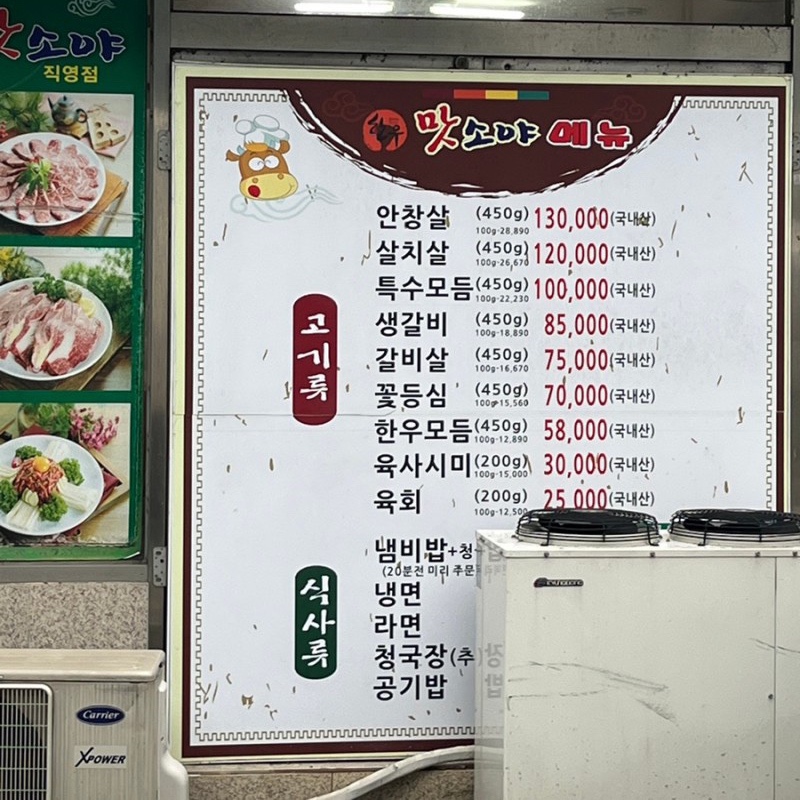 맛소야
직영점
한우 맛소야 메뉴
고기류
안창살 (450g) 130,000 (국내산)
100g-28,890
살치살 (450g) 120,000 (국내산)
100g-26,670
특수모듬 (450g) 100,000 (국내산)
100g-22,230
생갈비 (450g) 85,000 (국내산)
100g-18,890
갈비살 (450g) 75,000 (국내산)
100g-16,670
꽃등심 (450g) 70,000 (국내산)
100g-15,560
한우모듬 (450g) 58,000 (국내산)
100g-12,890
육사시미 (200g) 30,000 (국내산)
100g-15,000
육회 (200g) 25,000 (국내산)
100g-12,500
식사류
냄비밥+청
(20분전 미리 주문
냉면
라면
청국장(추
공기밥
Carrier
XPOWER